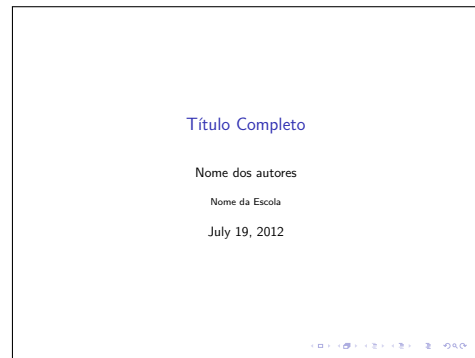 Título Completo
Nome dos autores
Nome da Escola
July 19, 2012